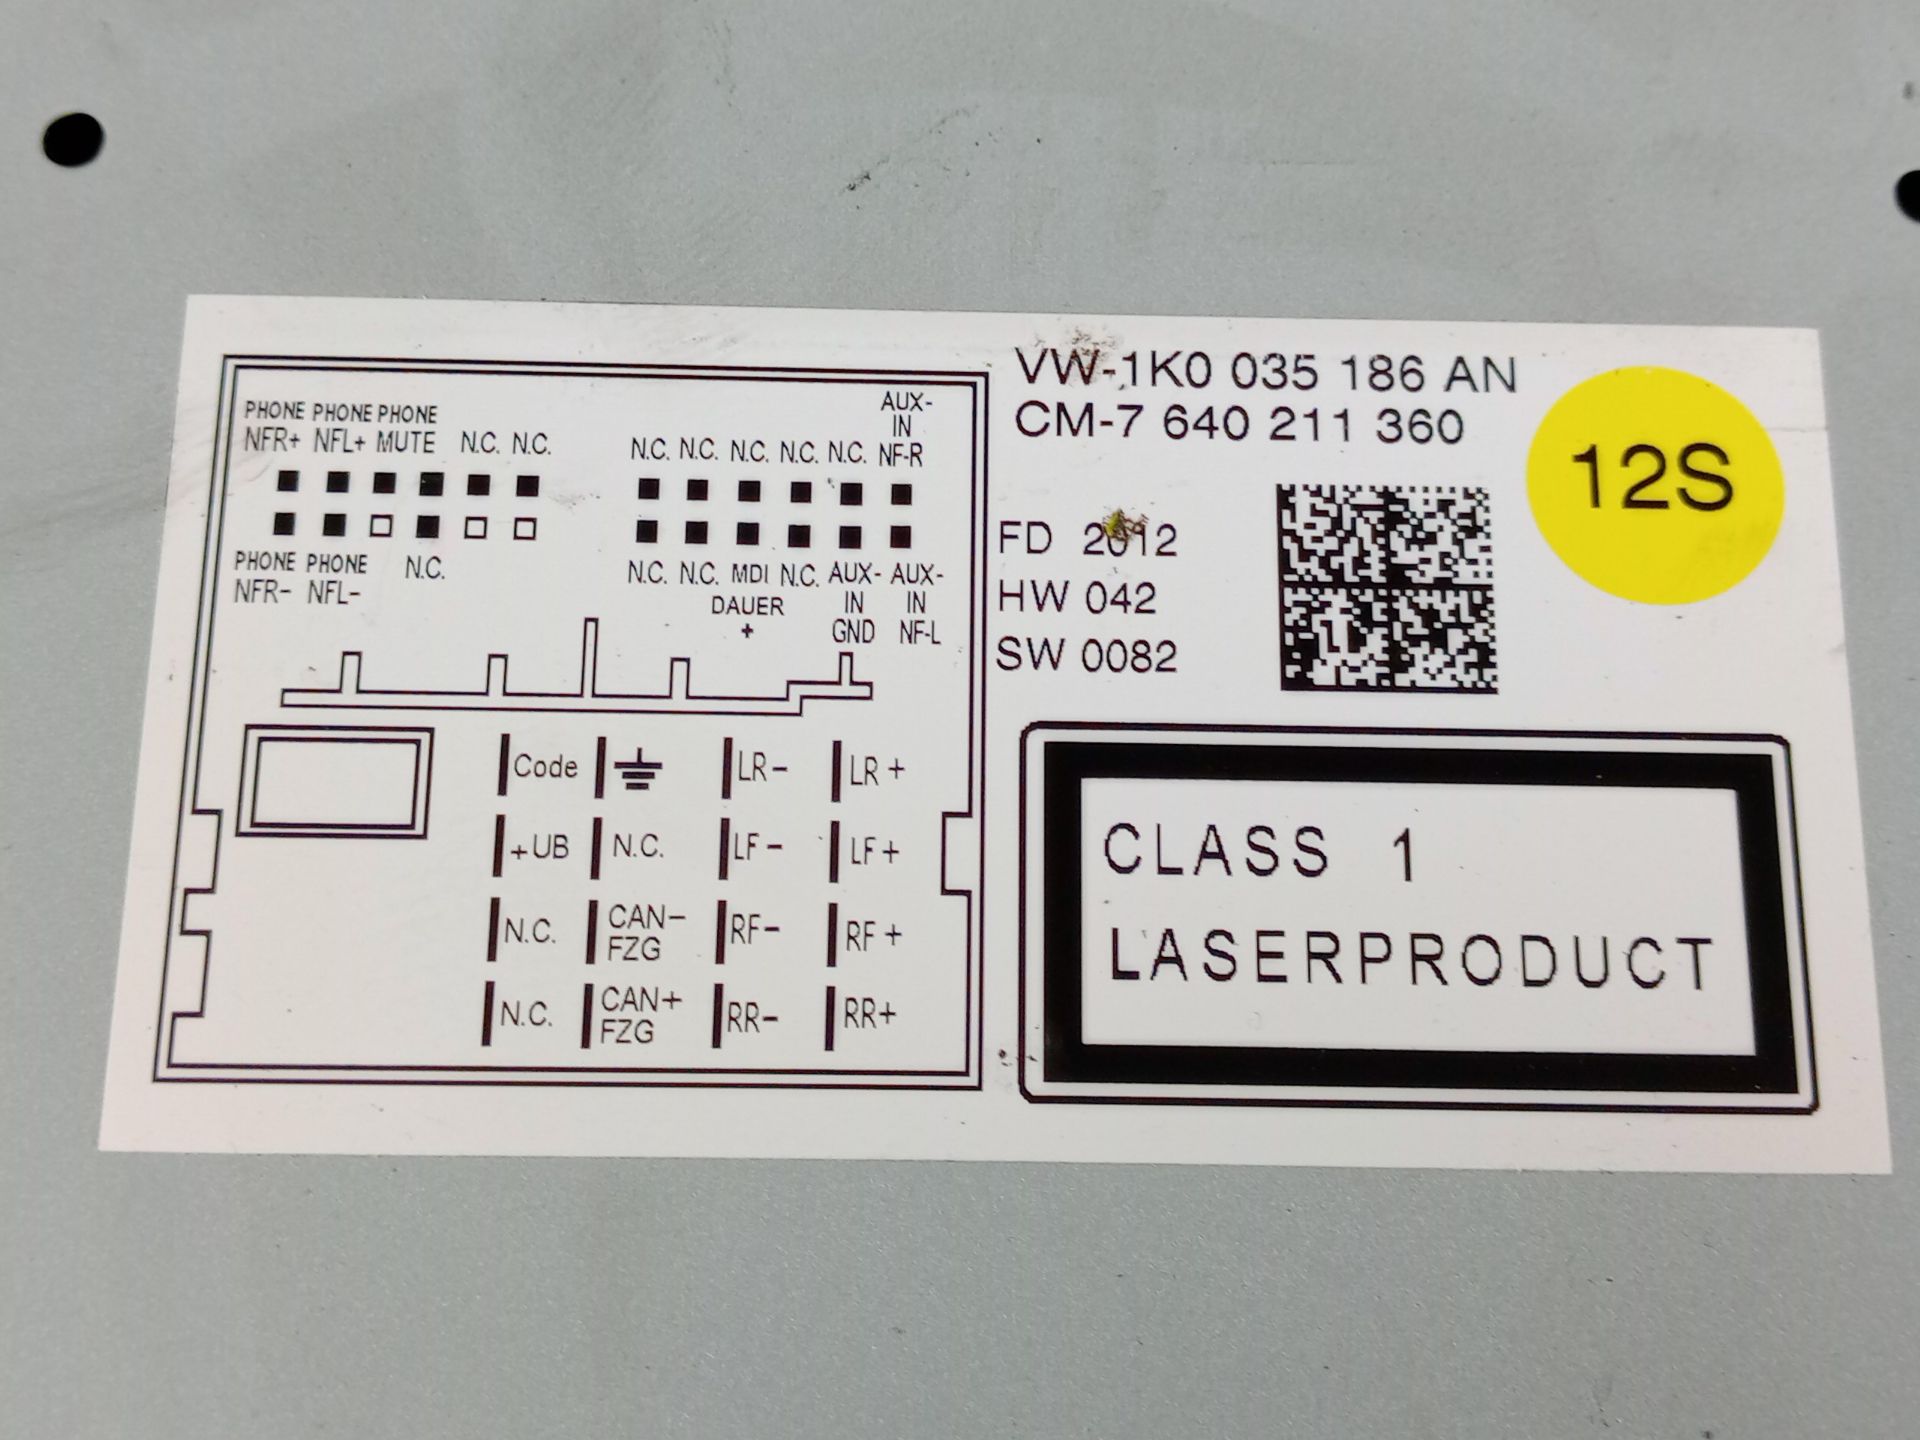 VW-1K0 035 186 AN
CM-7 640 211 360
12S
FD 2012
HW 042
SW 0082
CLASS 1
LASERPRODUCT
PHONE PHONE PHONE
NFR+ NFL+ MUTE N.C. N.C.
PHONE PHONE N.C.
NFR- NFL-
AUX-
IN
N.C. N.C. N.C. N.C. N.C. NF-R
N.C. N.C. MDI N.C. AUX- AUX-
DAUER IN IN
+ GND NF-L
Code LR- LR+
+UB N.C. LF- LF+
N.C. CAN- FZG RF- RF+
N.C. CAN+ FZG RR- RR+